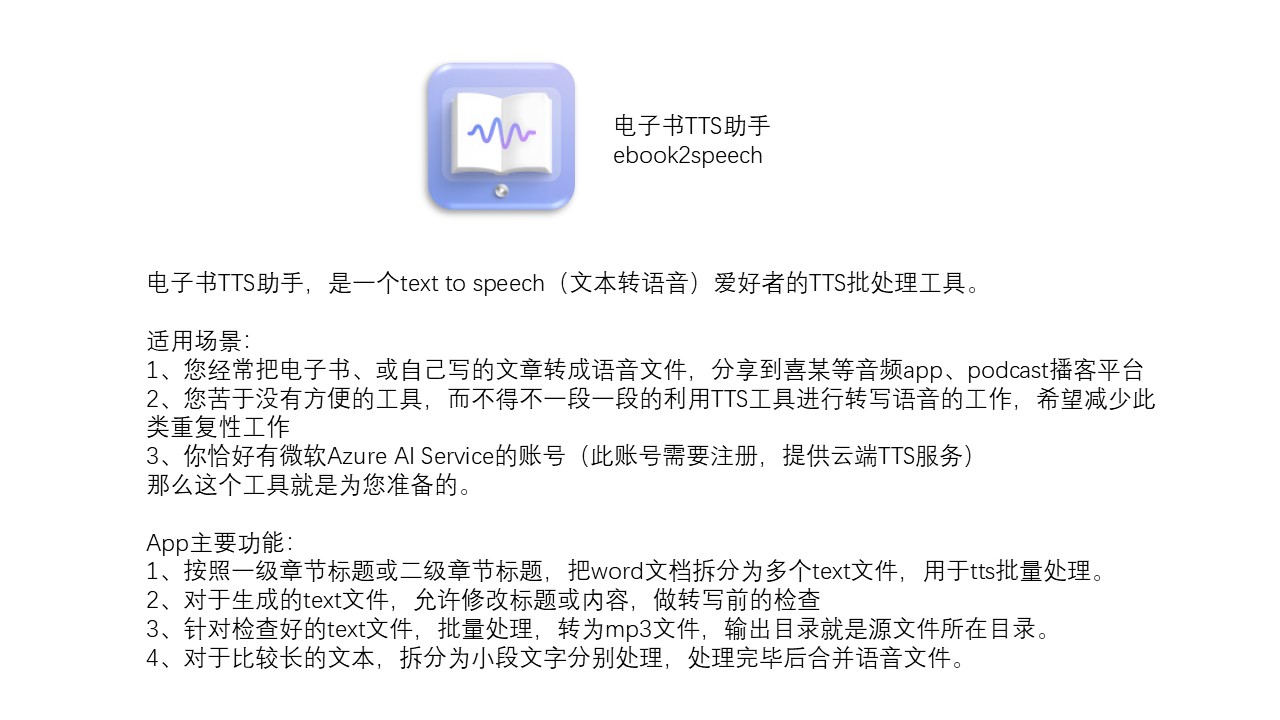 电子书TTS助手
ebook2speech
电子书TTS助手，是一个text to speech（文本转语音）爱好者的TTS批处理工具。
适用场景：
1、您经常把电子书、或自己写的文章转成语音文件，分享到喜某等音频app、podcast播客平台
2、您苦于没有方便的工具，而不得不一段一段的利用TTS工具进行转写语音的工作，希望减少此
类重复性工作
3、你恰好有微软Azure AI Service的账号（此账号需要注册，提供云端TTS服务）
那么这个工具就是为您准备的。
App主要功能：
1、按照一级章节标题或二级章节标题，把word文档拆分为多个text文件，用于tts批量处理。
2、对于生成的text文件，允许修改标题或内容，做转写前的检查
3、针对检查好的text文件，批量处理，转为mp3文件，输出目录就是源文件所在目录。
4、对于比较长的文本，拆分为小段文字分别处理，处理完毕后合并语音文件。